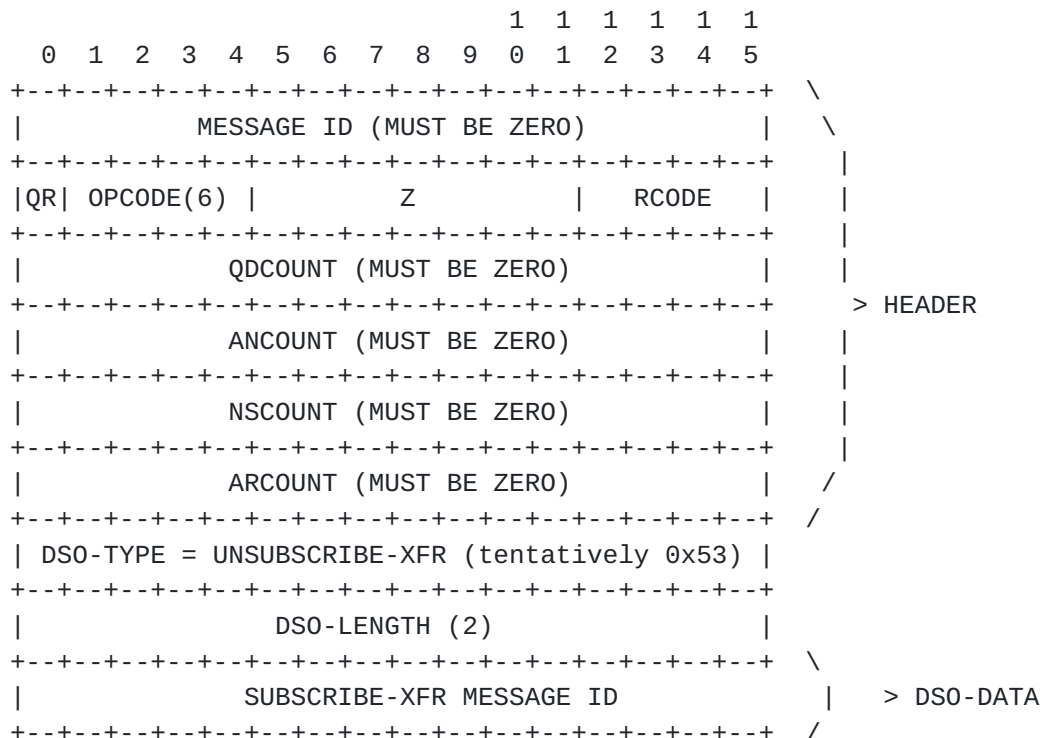 1  1  1  1  1  1
  0  1  2  3  4  5  6  7  8  9  0  1  2  3  4  5
+--+--+--+--+--+--+--+--+--+--+--+--+--+--+--+--+  \
|           MESSAGE ID (MUST BE ZERO)           |   \
+--+--+--+--+--+--+--+--+--+--+--+--+--+--+--+--+    |
|QR| OPCODE(6) |         Z          |   RCODE   |    |
+--+--+--+--+--+--+--+--+--+--+--+--+--+--+--+--+    |
|             QDCOUNT (MUST BE ZERO)            |    |
+--+--+--+--+--+--+--+--+--+--+--+--+--+--+--+--+     > HEADER
|             ANCOUNT (MUST BE ZERO)            |    |
+--+--+--+--+--+--+--+--+--+--+--+--+--+--+--+--+    |
|             NSCOUNT (MUST BE ZERO)            |    |
+--+--+--+--+--+--+--+--+--+--+--+--+--+--+--+--+    |
|             ARCOUNT (MUST BE ZERO)            |   /
+--+--+--+--+--+--+--+--+--+--+--+--+--+--+--+--+  /
| DSO-TYPE = UNSUBSCRIBE-XFR (tentatively 0x53) |
+--+--+--+--+--+--+--+--+--+--+--+--+--+--+--+--+
|                DSO-LENGTH (2)                 |
+--+--+--+--+--+--+--+--+--+--+--+--+--+--+--+--+  \
|              SUBSCRIBE-XFR MESSAGE ID             |   > DSO-DATA
+--+--+--+--+--+--+--+--+--+--+--+--+--+--+--+--+  /